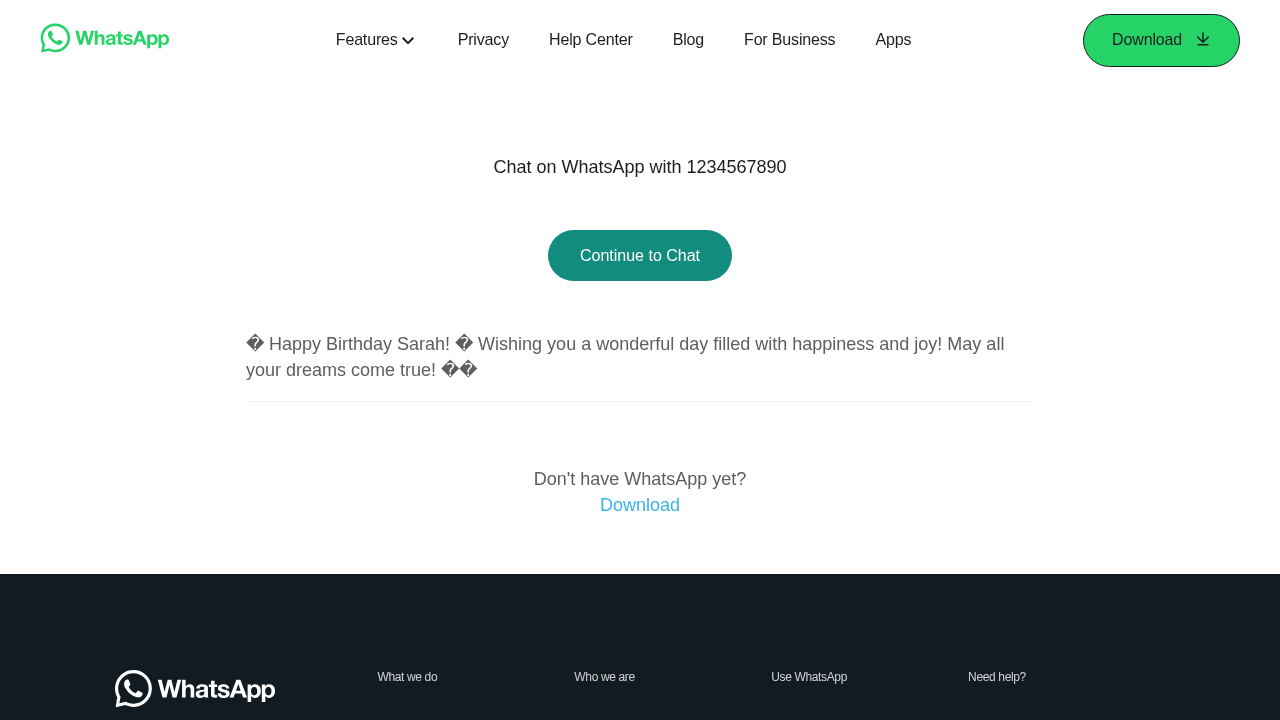 WhatsApp
Features
Privacy
Help Center
Blog
For Business
Apps
Download
Chat on WhatsApp with 1234567890
Continue to Chat
� Happy Birthday Sarah! � Wishing you a wonderful day filled with happiness and joy! May all
your dreams come true! ��
Don't have WhatsApp yet?
Download
WhatsApp
What we do
Who we are
Use WhatsApp
Need help?